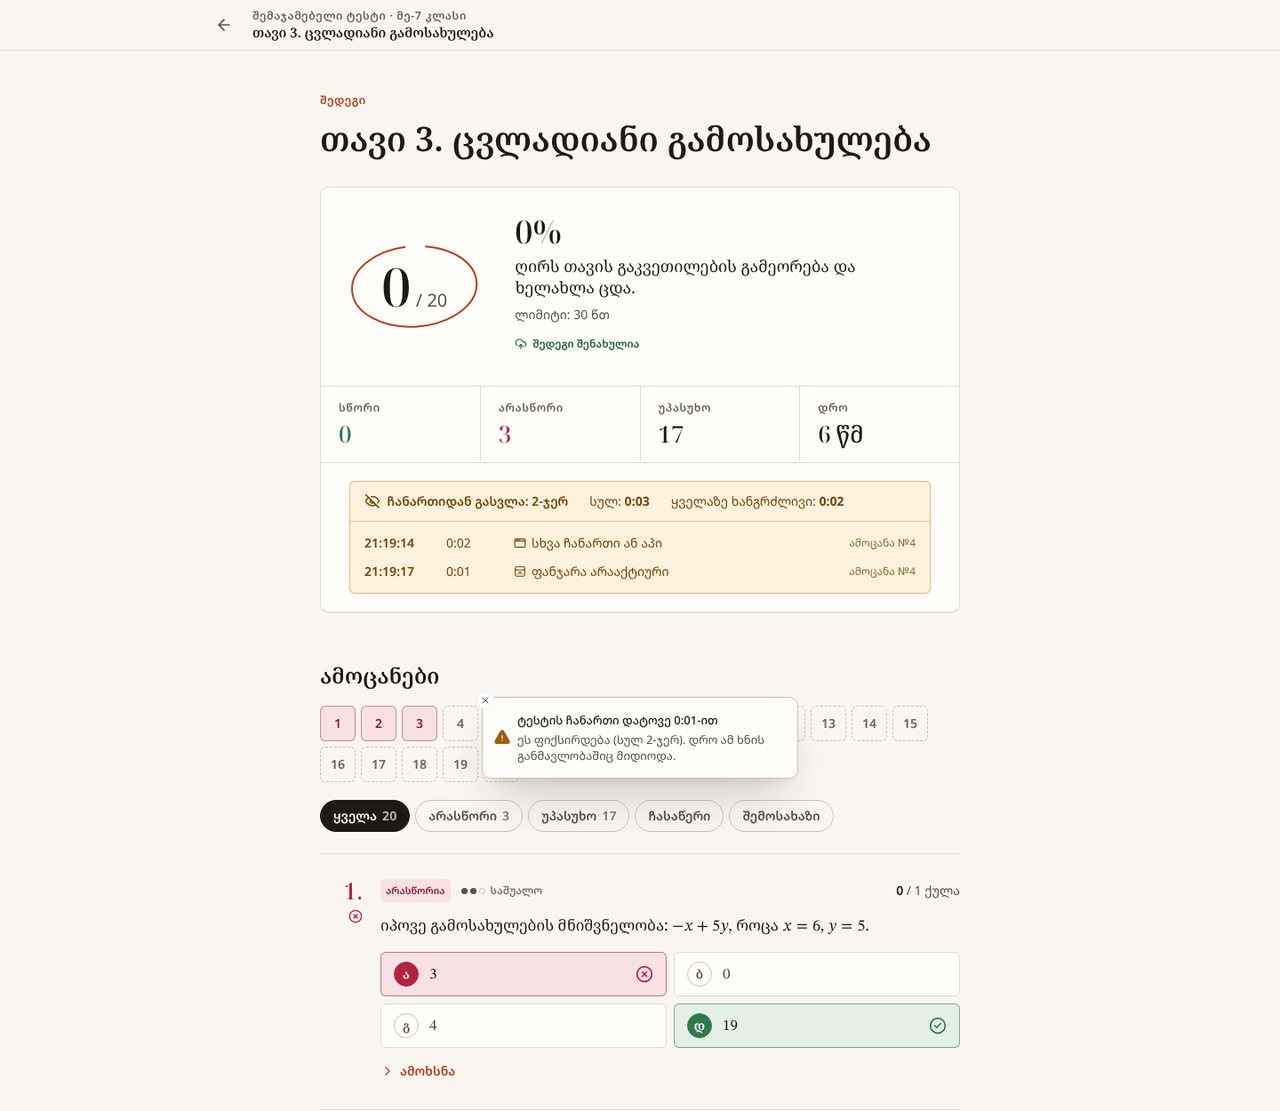 შემაჯამებელი ტესტი · მე-7 კლასი
თავი 3. ცვლადიანი გამოსახულება
შედეგი
თავი 3. ცვლადიანი გამოსახულება
0 / 20
0%
ღირს თავის გაკვეთილების გამეორება და
ხელახლა ცდა.
ლიმიტი: 30 წთ
შედეგი შენახულია
სწორი
0
არასწორი
3
უპასუხო
17
დრო
6 წმ
ჩანართიდან გასვლა: 2-ჯერ სულ: 0:03 ყველაზე ხანგრძლივი: 0:02
21:19:14 0:02 სხვა ჩანართი ან აპი ამოცანა №4
21:19:17 0:01 ფანჯარა არააქტიური ამოცანა №4
ამოცანები
1 2 3 4 13 14 15
16 17 18 19
ტესტის ჩანართი დატოვე 0:01-ით
ეს ფიქსირდება (სულ 2-ჯერ). დრო ამ ხნის
განმავლობაშიც მიდიოდა.
ყველა 20 არასწორი 3 უპასუხო 17 ჩასაწერი შემოსახაზი
1. არასწორია საშუალო 0 / 1 ქულა
იპოვე გამოსახულების მნიშვნელობა: −x + 5y, როცა x = 6, y = 5.
ა 3
ბ 0
გ 4
დ 19
ამოხსნა